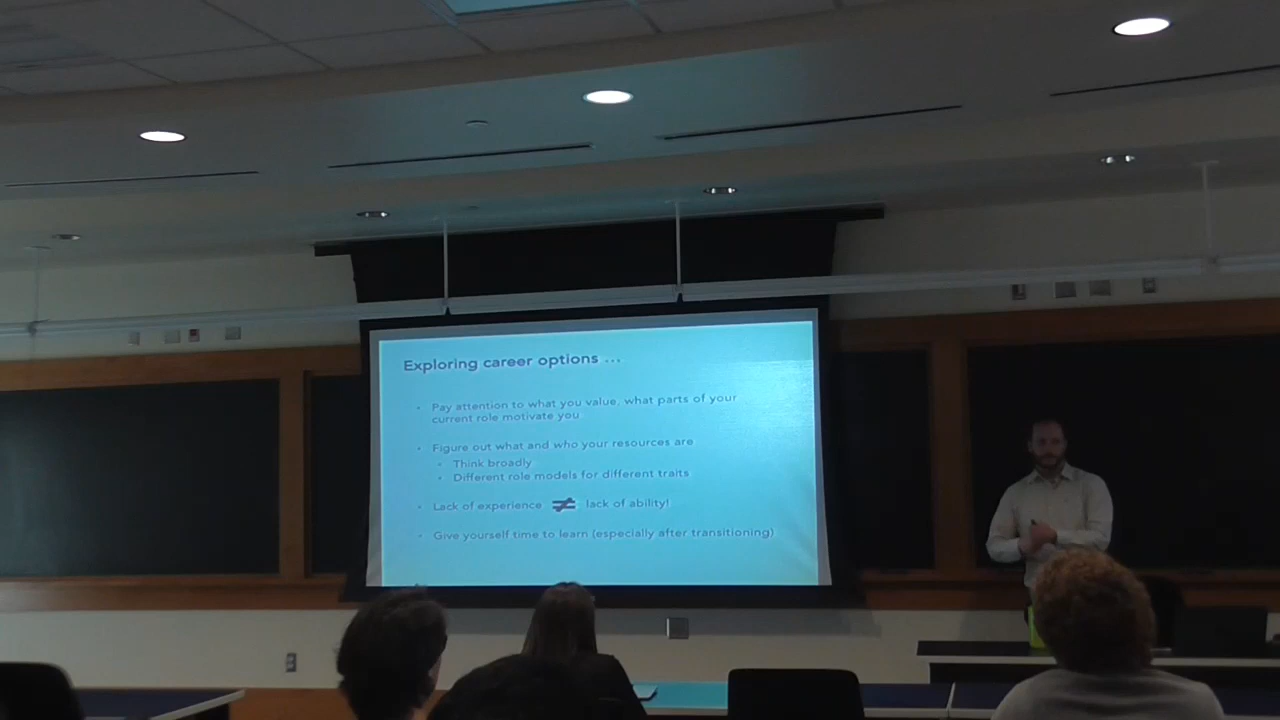 Exploring career options ...
• Pay attention to what you value, what parts of your
current role motivate you
• Figure out what and who your resources are
• Think broadly
• Different role models for different traits
• Lack of experience ≠ lack of ability!
• Give yourself time to learn (especially after transitioning)